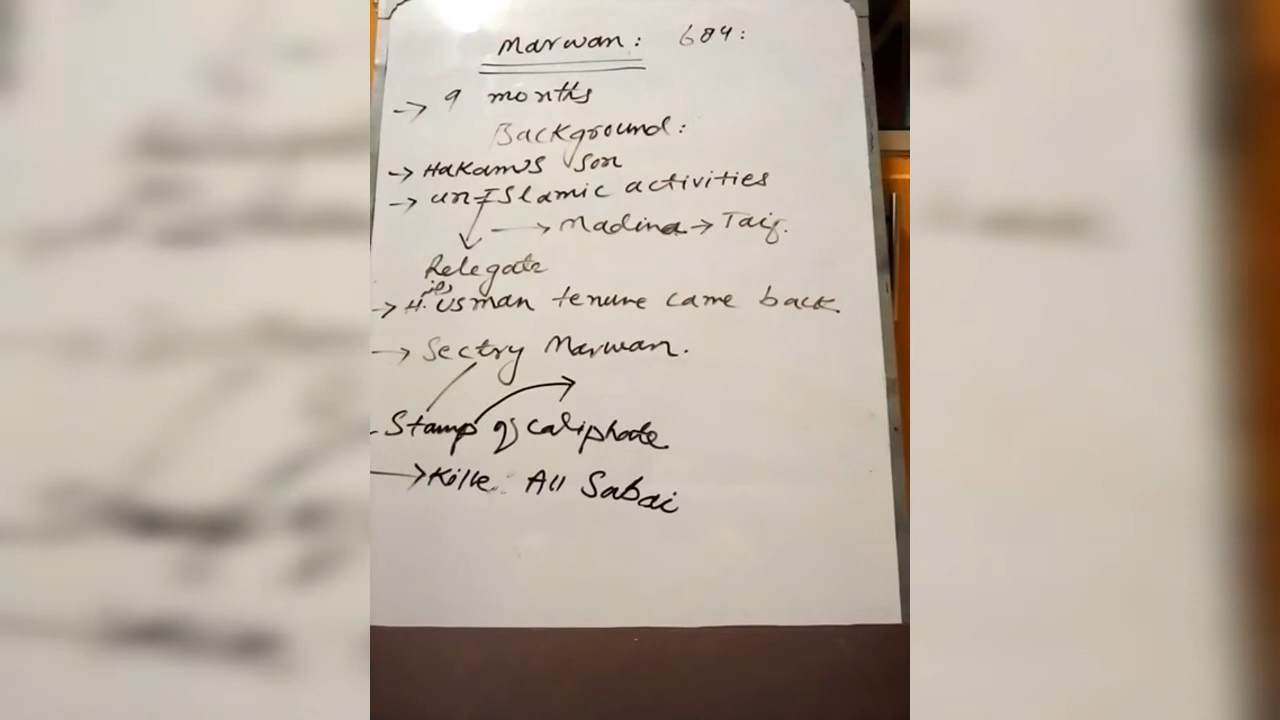 Marwan: 684:
→ 9 months
Background:
→ Hakam's son
→ un-Islamic activities
→ Madina → Taif.
Relegate
→ H. Usman tenure came back
→ Sectry Marwan.
Stamp of caliphate
→ Kille All Sabai